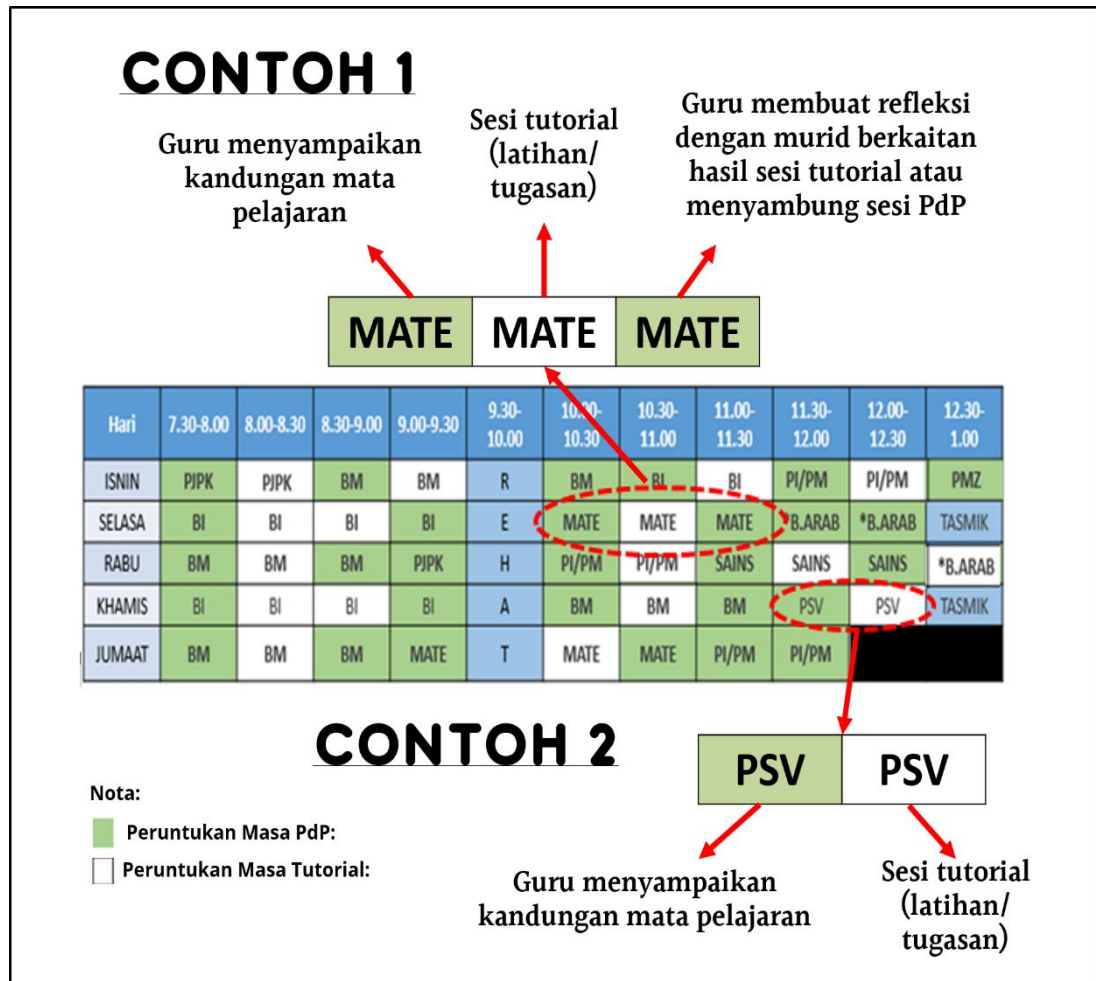 CONTOH 1
Guru menyampaikan
kandungan mata
pelajaran
Sesi tutorial
(latihan/
tugasan)
Guru membuat refleksi
dengan murid berkaitan
hasil sesi tutorial atau
menyambung sesi PdP
MATE MATE MATE
Hari 7.30-8.00 8.00-8.30 8.30-9.00 9.00-9.30 9.30- 10.00- 10.30- 11.00- 11.30- 12.00- 12.30-
10.00 10.30 11.00 11.30 12.00 12.30 1.00
ISNIN PJPK PJPK BM BM R BM BI BI PI/PM PI/PM PMZ
SELASA BI BI BI BI E MATE MATE MATE *B.ARAB *B.ARAB TASMIK
RABU BM BM BM PJPK H PI/PM PI/PM SAINS SAINS SAINS *B.ARAB
KHAMIS BI BI BI BI A BM BM BM PSV PSV TASMIK
JUMAAT BM BM BM MATE T MATE MATE PI/PM PI/PM
CONTOH 2
PSV PSV
Nota:
Peruntukan Masa PdP:
Peruntukan Masa Tutorial:
Guru menyampaikan
kandungan mata pelajaran
Sesi tutorial
(latihan/
tugasan)